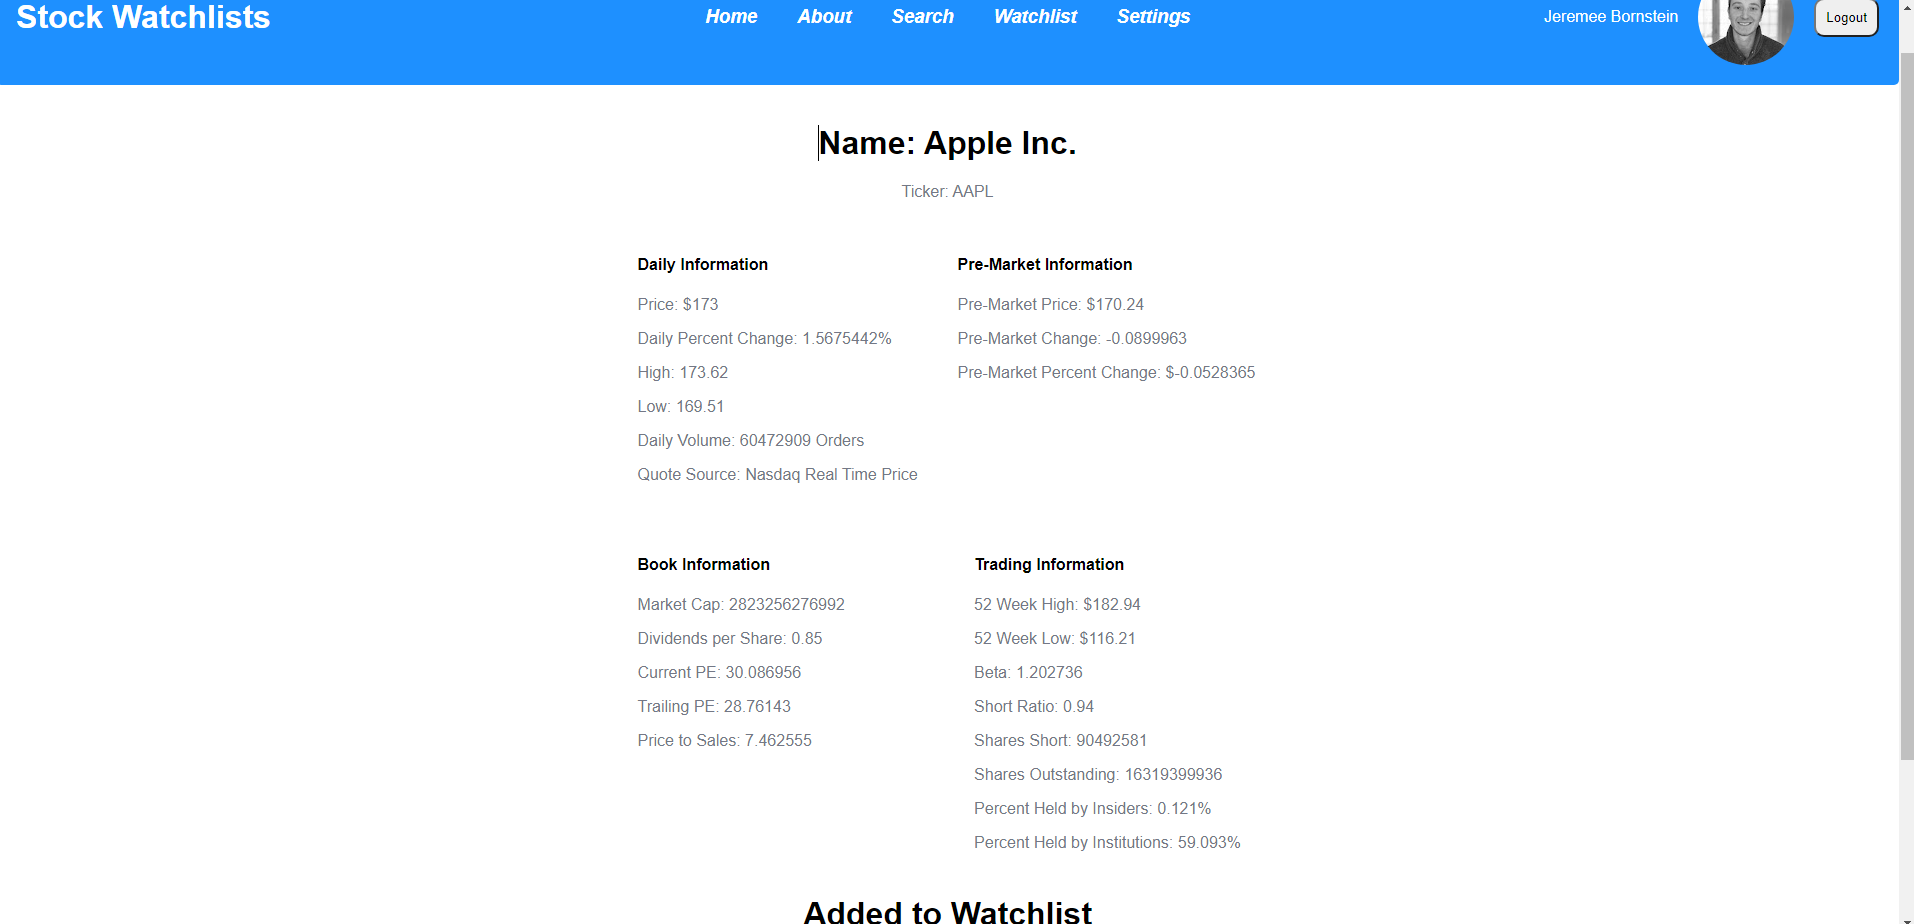 Stock Watchlists
Home About Search Watchlist Settings
Jeremee Bornstein
Logout
Name: Apple Inc.
Ticker: AAPL
Daily Information
Price: $173
Daily Percent Change: 1.5675442%
High: 173.62
Low: 169.51
Daily Volume: 60472909 Orders
Quote Source: Nasdaq Real Time Price
Pre-Market Information
Pre-Market Price: $170.24
Pre-Market Change: -0.0899963
Pre-Market Percent Change: $-0.0528365
Book Information
Market Cap: 2823256276992
Dividends per Share: 0.85
Current PE: 30.086956
Trailing PE: 28.76143
Price to Sales: 7.462555
Trading Information
52 Week High: $182.94
52 Week Low: $116.21
Beta: 1.202736
Short Ratio: 0.94
Shares Short: 90492581
Shares Outstanding: 16319399936
Percent Held by Insiders: 0.121%
Percent Held by Institutions: 59.093%
Added to Watchlist